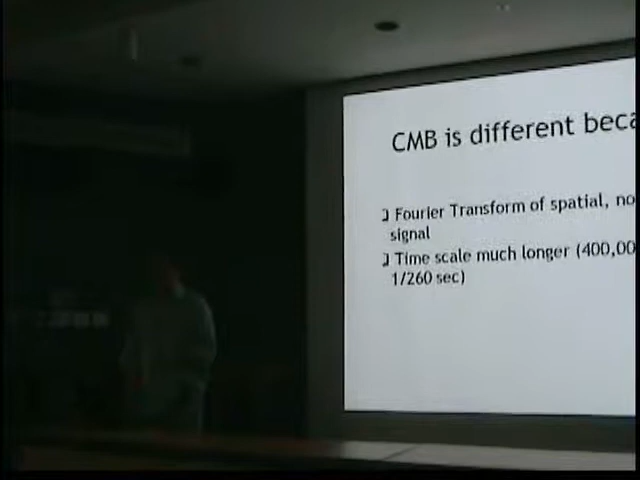 CMB is different beca
Fourier Transform of spatial, no
signal
Time scale much longer (400,00
1/260 sec)